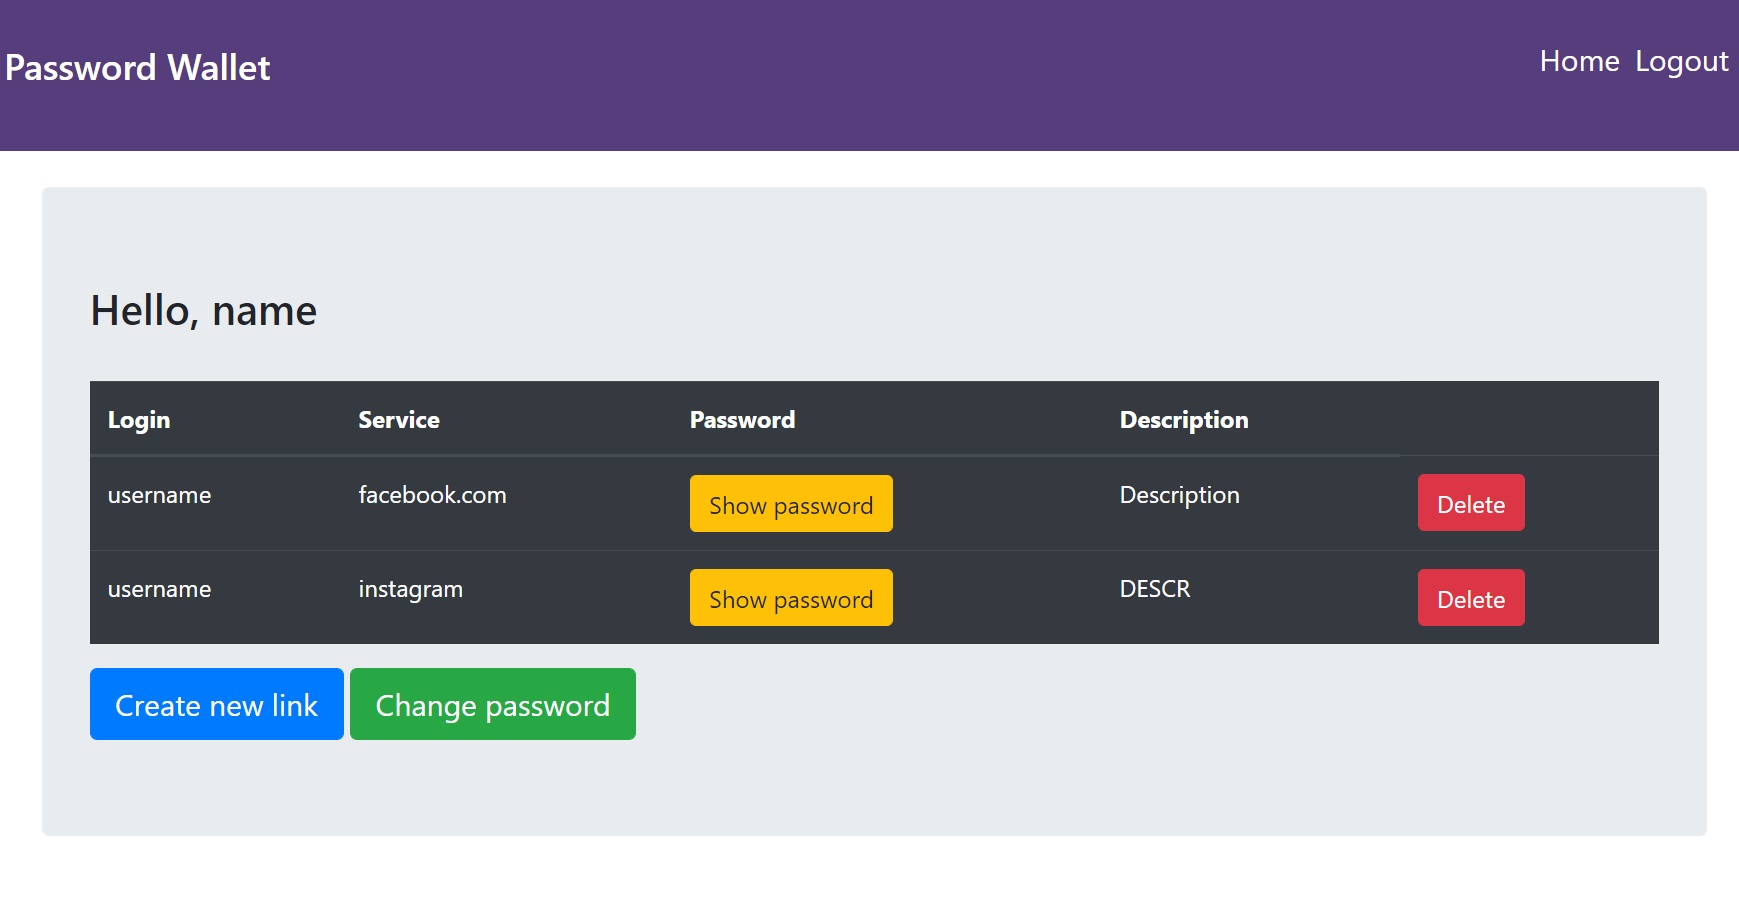 Password Wallet
Home Logout
Hello, name
Login Service Password Description
username facebook.com Show password Description Delete
username instagram Show password DESCR Delete
Create new link Change password